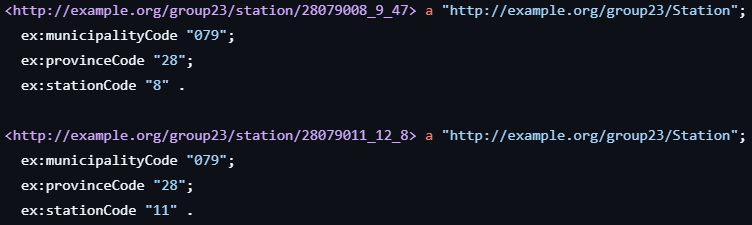 <http://example.org/group23/station/28079008_9_47> a "http://example.org/group23/Station";
ex:municipalityCode "079";
ex:provinceCode "28";
ex:stationCode "8" .
<http://example.org/group23/station/28079011_12_8> a "http://example.org/group23/Station";
ex:municipalityCode "079";
ex:provinceCode "28";
ex:stationCode "11" .